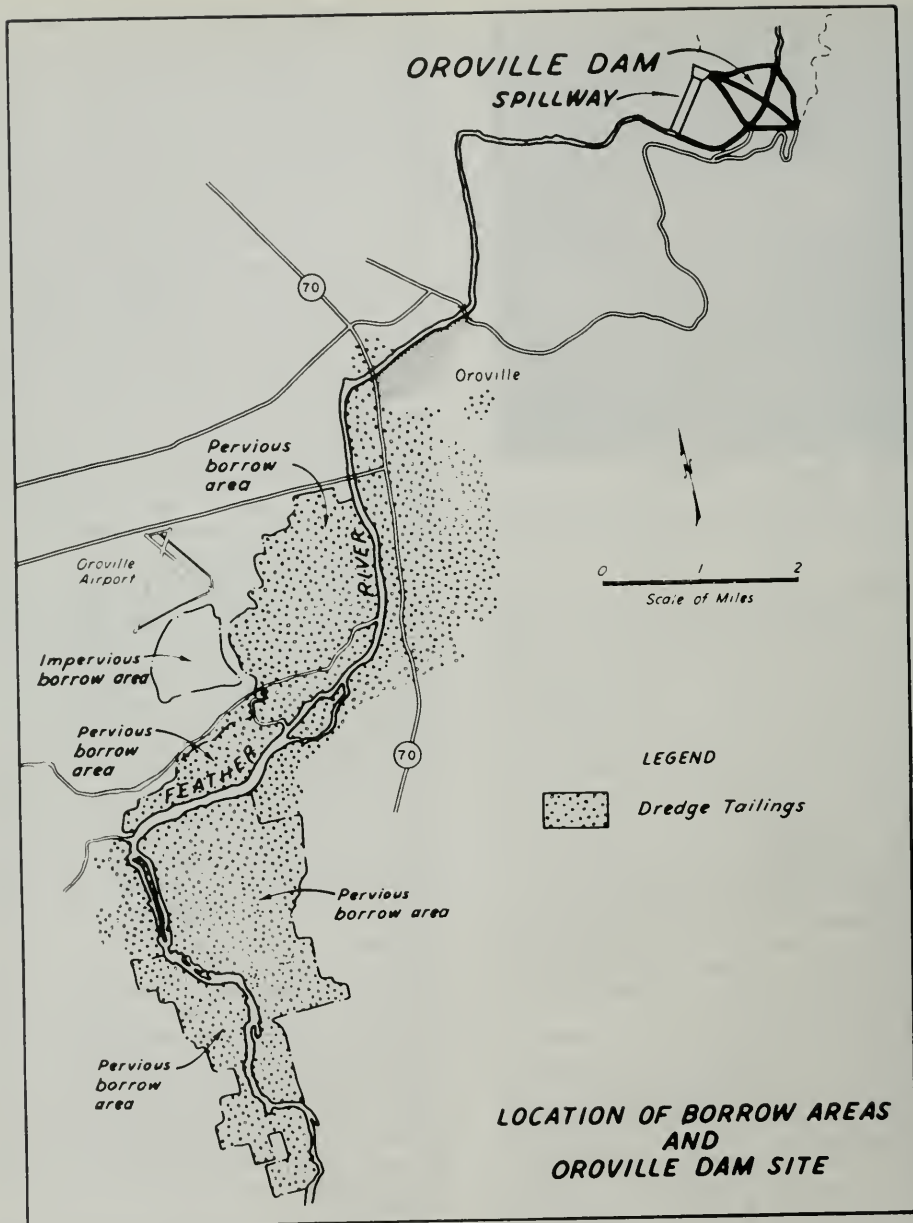 OROVILLE DAM
SPILLWAY
70
Oroville
Pervious
borrow
area
RIVER
N
Oroville
Airport
0 1 2
Scale of Miles
Impervious
borrow area
Pervious
borrow
area
FEATHER
70
LEGEND
Dredge Tailings
Pervious
borrow area
Pervious
borrow
area
LOCATION OF BORROW AREAS
AND
OROVILLE DAM SITE